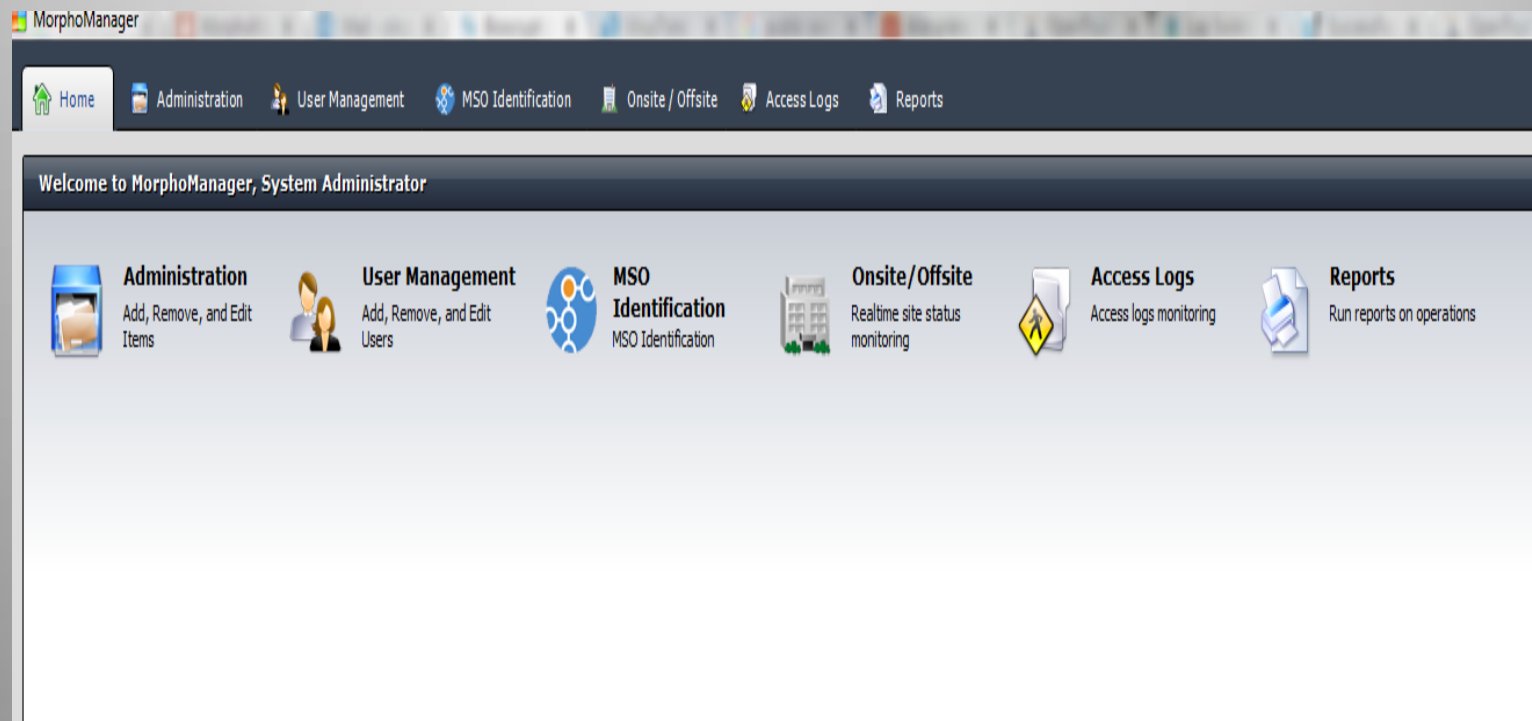 MorphoManager
Home Administration User Management MSO Identification Onsite / Offsite Access Logs Reports
Welcome to MorphoManager, System Administrator
Administration
Add, Remove, and Edit
Items
User Management
Add, Remove, and Edit
Users
MSO
Identification
MSO Identification
Onsite/Offsite
Realtime site status
monitoring
Access Logs
Access logs monitoring
Reports
Run reports on operations